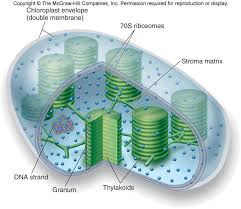 Copyright © The McGraw-Hill Companies, Inc. Permission required for reproduction or display.
Chloroplast envelope
(double membrane)
70S ribosomes
Stroma matrix
DNA strand
Granum
Thylakoids